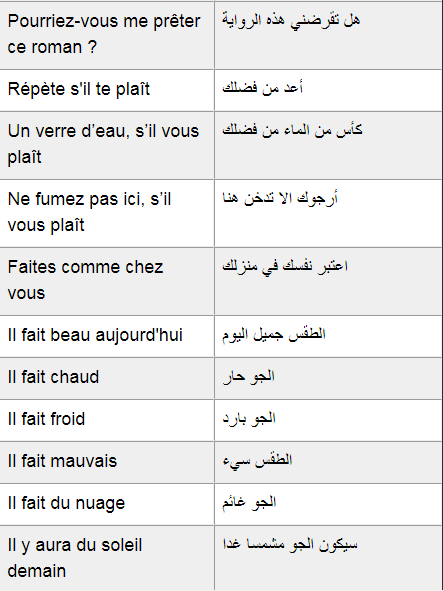 Pourriez-vous me prêter
ce roman ?
هل تقرضني هذه الرواية
Répète s'il te plaît
أعد من فضلك
Un verre d’eau, s’il vous
plaît
كأس من الماء من فضلك
Ne fumez pas ici, s’il
vous plaît
أرجوك الا تدخن هنا
Faites comme chez
vous
اعتبر نفسك في منزلك
Il fait beau aujourd'hui
الطقس جميل اليوم
Il fait chaud
الجو حار
Il fait froid
الجو بارد
Il fait mauvais
الطقس سيء
Il fait du nuage
الجو غائم
Il y aura du soleil
demain
سيكون الجو مشمسا غدا